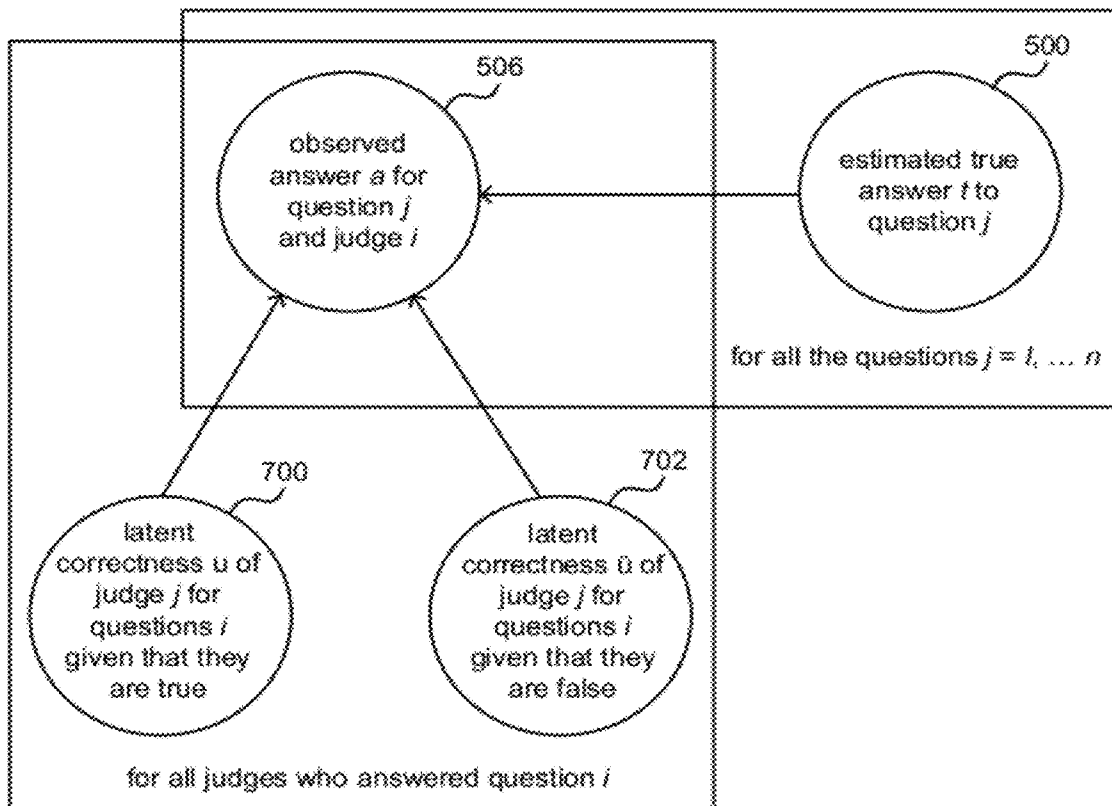 506
observed
answer a for
question j
and judge i
500
estimated true
answer t to
question j
for all the questions j = l, … n
700
latent
correctness u of
judge j for
questions i
given that they
are true
702
latent
correctness ū of
judge j for
questions i
given that they
are false
for all judges who answered question i